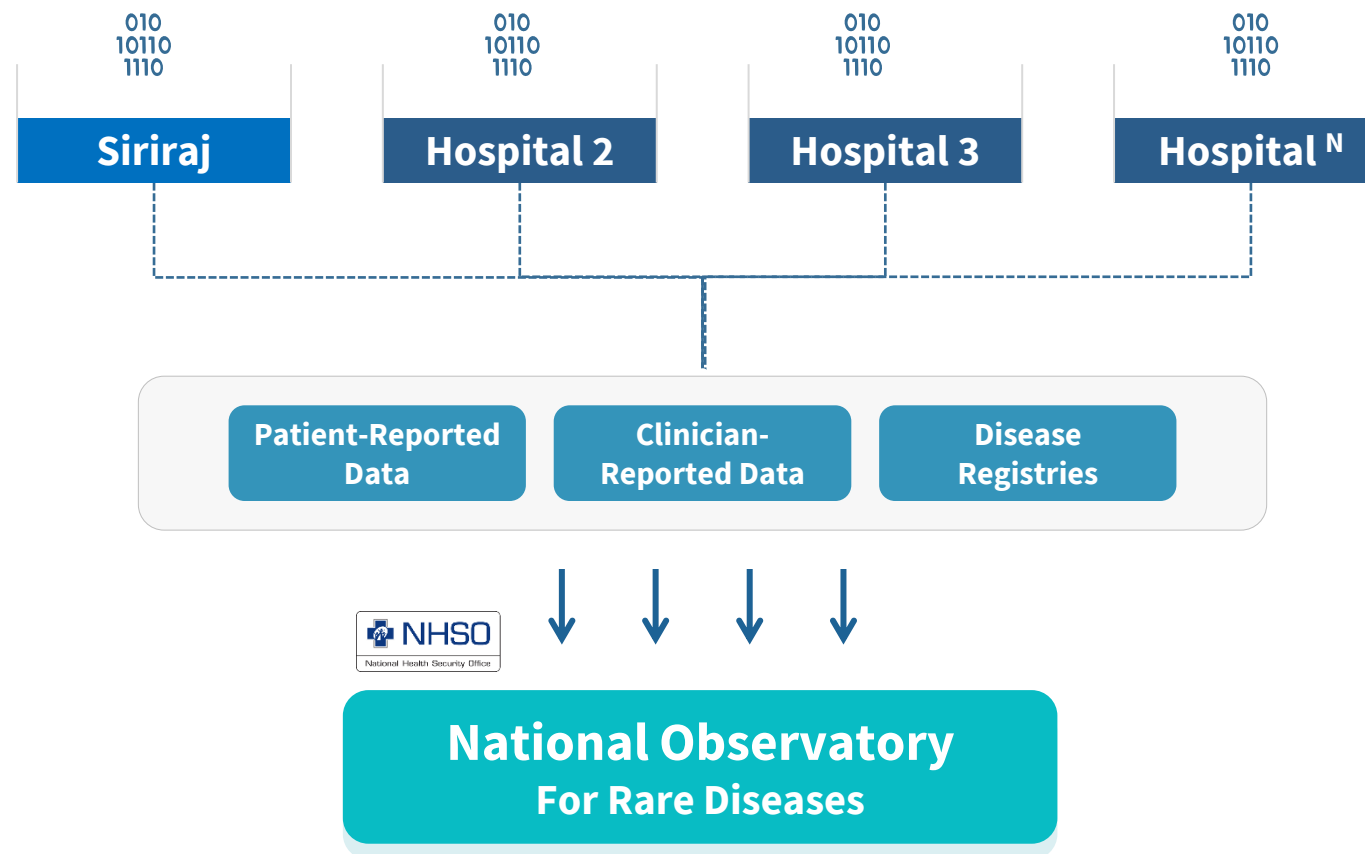 010
10110
1110
010
10110
1110
010
10110
1110
010
10110
1110
Siriraj
Hospital 2
Hospital 3
Hospital N
Patient-Reported
Data
Clinician-
Reported Data
Disease
Registries
NHSO
National Health Security Office
National Observatory
For Rare Diseases